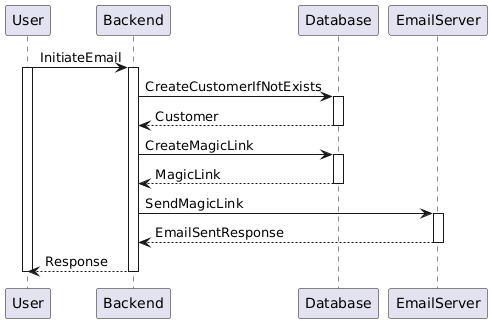 User Backend Database EmailServer
InitiateEmail
CreateCustomerIfNotExists
Customer
CreateMagicLink
MagicLink
SendMagicLink
EmailSentResponse
Response
User Backend Database EmailServer